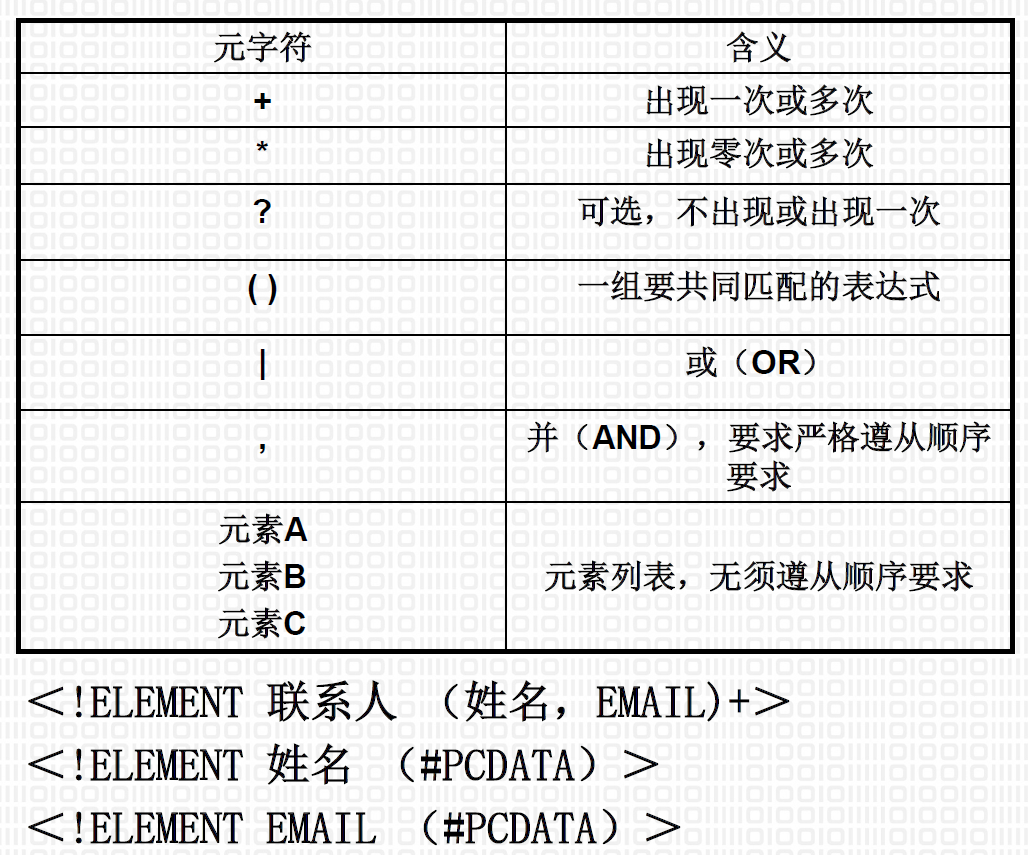 元字符 含义
+ 出现一次或多次
* 出现零次或多次
? 可选，不出现或出现一次
( ) 一组要共同匹配的表达式
| 或（OR）
, 并（AND），要求严格遵从顺序
要求
元素A
元素B
元素C
元素列表，无须遵从顺序要求
<!ELEMENT 联系人 （姓名，EMAIL)+>
<!ELEMENT 姓名 （#PCDATA）>
<!ELEMENT EMAIL （#PCDATA）>